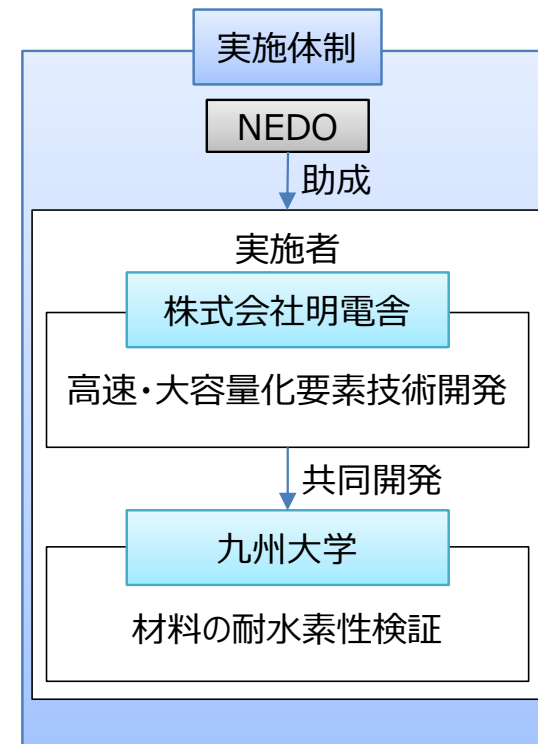 実施体制
NEDO
助成
実施者
株式会社明電舎
高速・大容量化要素技術開発
共同開発
九州大学
材料の耐水素性検証